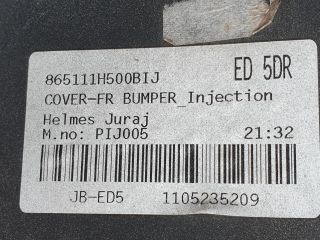 865111H500BIJ ED 5DR
COVER-FR BUMPER_Injection
Helmes Juraj
M.no: PIJ005 21:32
JB-ED5 1105235209